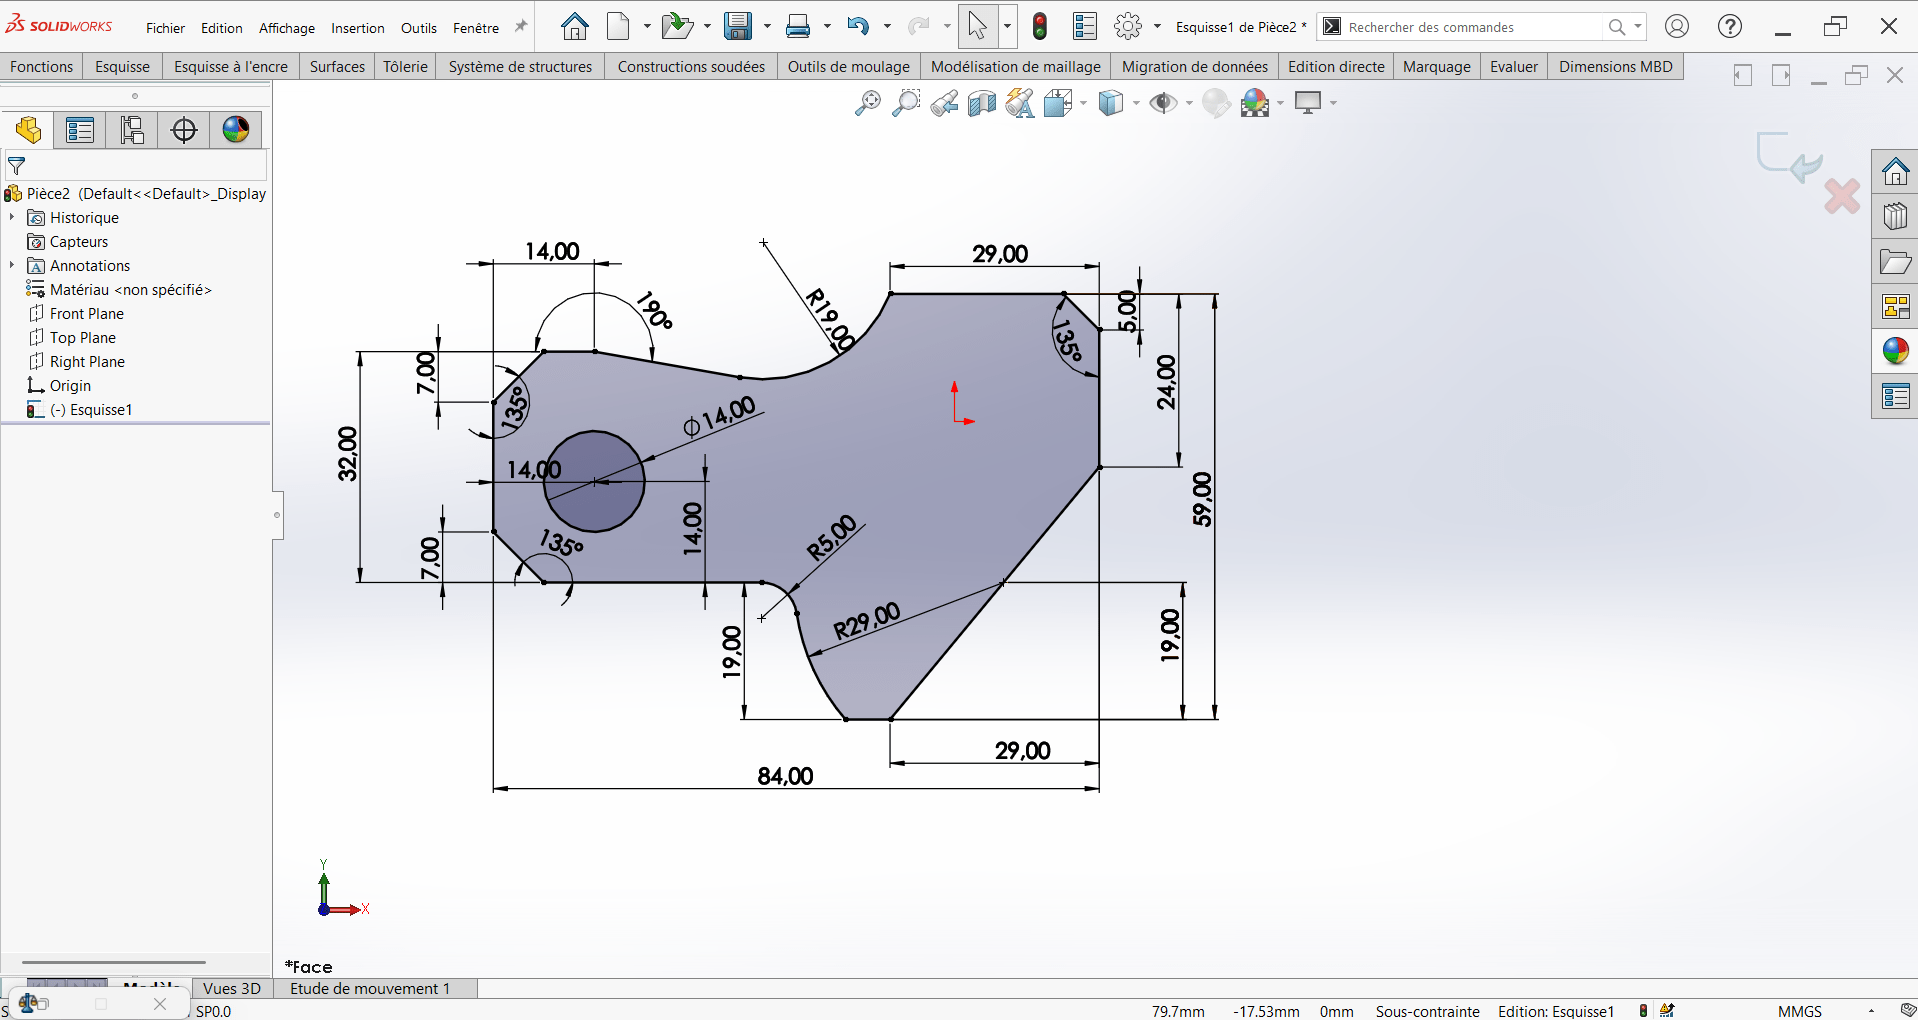 SOLIDWORKS Fichier Edition Affichage Insertion Outils Fenêtre Esquisse1 de Pièce2 * Rechercher des commandes
Fonctions Esquisse Esquisse à l'encre Surfaces Tôlerie Système de structures Constructions soudées Outils de moulage Modélisation de maillage Migration de données Edition directe Marquage Evaluer Dimensions MBD
Pièce2 (Default<<Default>_Display
Historique
Capteurs
Annotations
Matériau <non spécifié>
Front Plane
Top Plane
Right Plane
Origin
(-) Esquisse1
14,00
29,00
190°
R19,00
5,00
135°
7,00
24,00
135°
Ø14,00
32,00
14,00
59,00
14,00
R5,00
135°
7,00
R29,00
19,00
19,00
29,00
84,00
Y
X
*Face
Modèle Vues 3D Etude de mouvement 1
SP0.0 79.7mm -17.53mm 0mm Sous-contrainte Edition: Esquisse1 MMGS